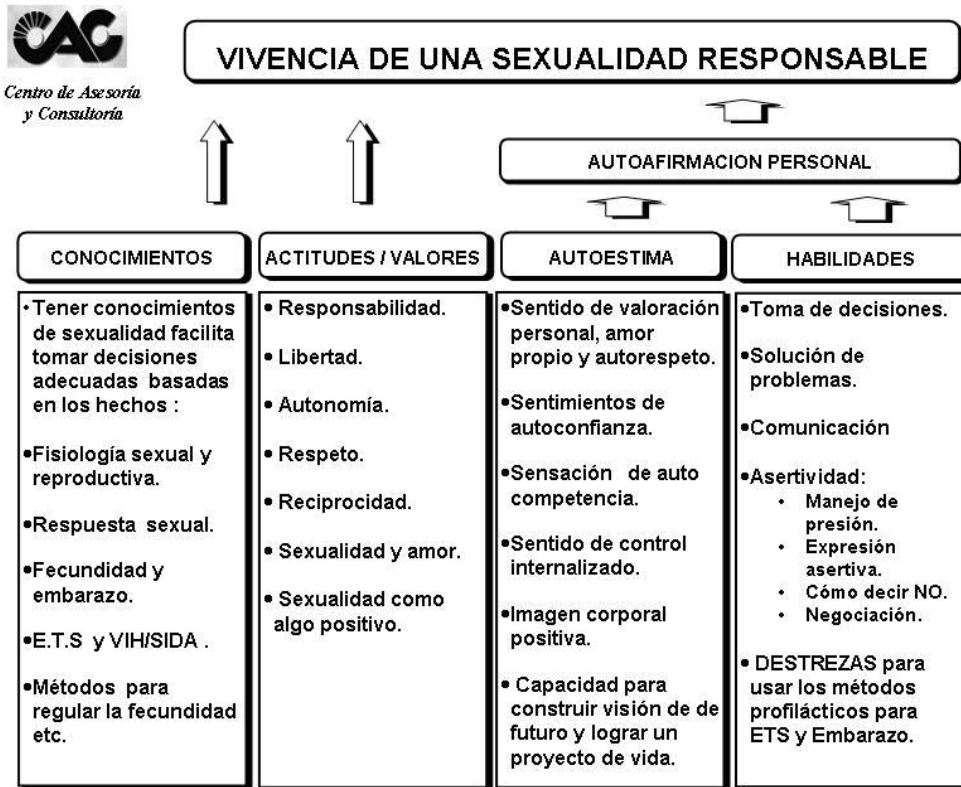 CAC
Centro de Asesoría
y Consultoría
VIVENCIA DE UNA SEXUALIDAD RESPONSABLE
AUTOAFIRMACION PERSONAL
CONOCIMIENTOS
• Tener conocimientos
de sexualidad facilita
tomar decisiones
adecuadas basadas
en los hechos :
•Fisiología sexual y
reproductiva.
•Respuesta sexual.
•Fecundidad y
embarazo.
•E.T.S y VIH/SIDA .
•Métodos para
regular la fecundidad
etc.
ACTITUDES / VALORES
• Responsabilidad.
• Libertad.
• Autonomía.
• Respeto.
• Reciprocidad.
• Sexualidad y amor.
• Sexualidad como
algo positivo.
AUTOESTIMA
•Sentido de valoración
personal, amor
propio y autorespeto.
•Sentimientos de
autoconfianza.
•Sensación de auto
competencia.
•Sentido de control
internalizado.
•Imagen corporal
positiva.
• Capacidad para
construir visión de de
futuro y lograr un
proyecto de vida.
HABILIDADES
•Toma de decisiones.
•Solución de
problemas.
•Comunicación
•Asertividad:
• Manejo de
presión.
• Expresión
asertiva.
• Cómo decir NO.
• Negociación.
• DESTREZAS para
usar los métodos
profilácticos para
ETS y Embarazo.